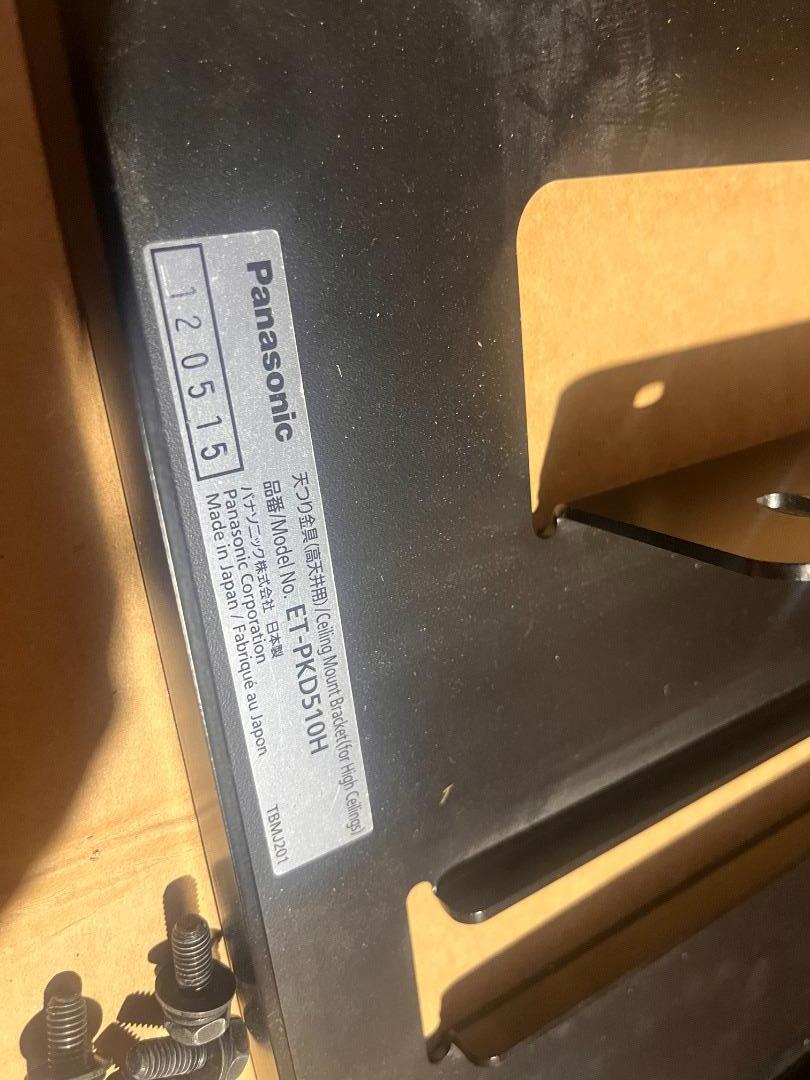 Panasonic
天つり金具(高天井用)/Ceiling Mount Bracket(for High Ceilings)
品番/Model No. ET-PKD510H
パナソニック株式会社 日本製
Panasonic Corporation
Made in Japan / Fabriqué au Japon
120515
TBMJ201